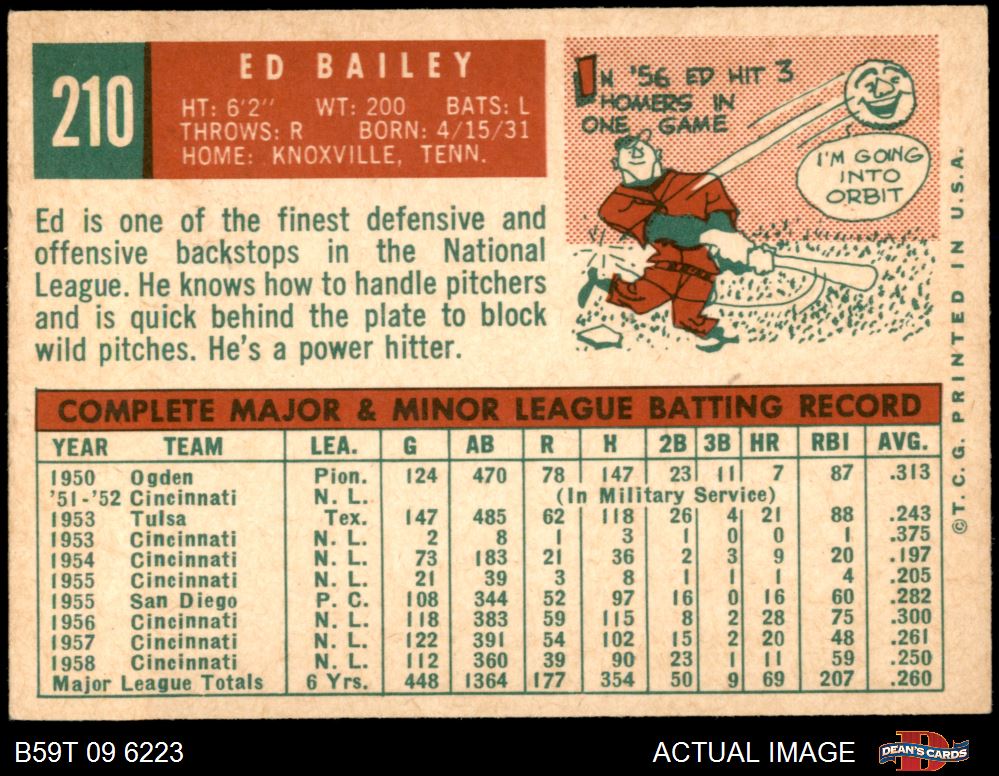 210
ED BAILEY
HT: 6'2" WT: 200 BATS: L
THROWS: R BORN: 4/15/31
HOME: KNOXVILLE, TENN.
IN '56 ED HIT 3
HOMERS IN
ONE GAME
I'M GOING
INTO
ORBIT
Ed is one of the finest defensive and
offensive backstops in the National
League. He knows how to handle pitchers
and is quick behind the plate to block
wild pitches. He's a power hitter.
COMPLETE MAJOR & MINOR LEAGUE BATTING RECORD
YEAR TEAM LEA. G AB R H 2B 3B HR RBI AVG.
1950 Ogden Pion. 124 470 78 147 23 11 7 87 .313
'51-'52 Cincinnati N. L. (In Military Service)
1953 Tulsa Tex. 147 485 62 118 26 4 21 88 .243
1953 Cincinnati N. L. 2 8 1 3 1 0 0 1 .375
1954 Cincinnati N. L. 73 183 21 36 2 3 9 20 .197
1955 Cincinnati N. L. 21 39 3 8 1 1 1 4 .205
1955 San Diego P. C. 108 344 52 97 16 0 16 60 .282
1956 Cincinnati N. L. 118 383 59 115 8 2 28 75 .300
1957 Cincinnati N. L. 122 391 54 102 15 2 20 48 .261
1958 Cincinnati N. L. 112 360 39 90 23 1 11 59 .250
Major League Totals 6 Yrs. 448 1364 177 354 50 9 69 207 .260
©T. C. G. PRINTED IN U.S.A.
B59T 09 6223
ACTUAL IMAGE
D
DEAN'S CARDS